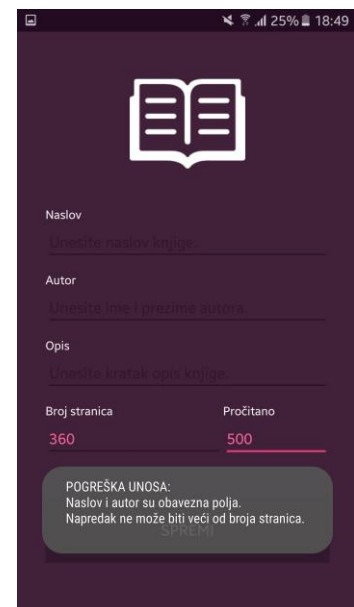 25% 18:49
Naslov
Unesite naslov knjige.
Autor
Unesite ime i prezime autora.
Opis
Unesite kratak opis knjige.
Broj stranica Pročitano
360 500
POGREŠKA UNOSA:
Naslov i autor su obavezna polja.
Napredak ne može biti veći od broja stranica.
SPREMI